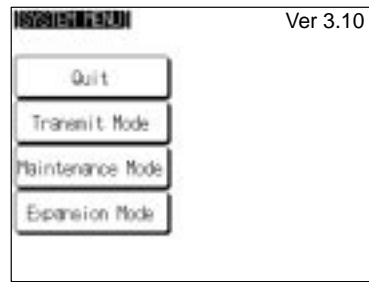 [SYSTEM MENU] Ver 3.10
Quit
Transmit Mode
Maintenance Mode
Expansion Mode